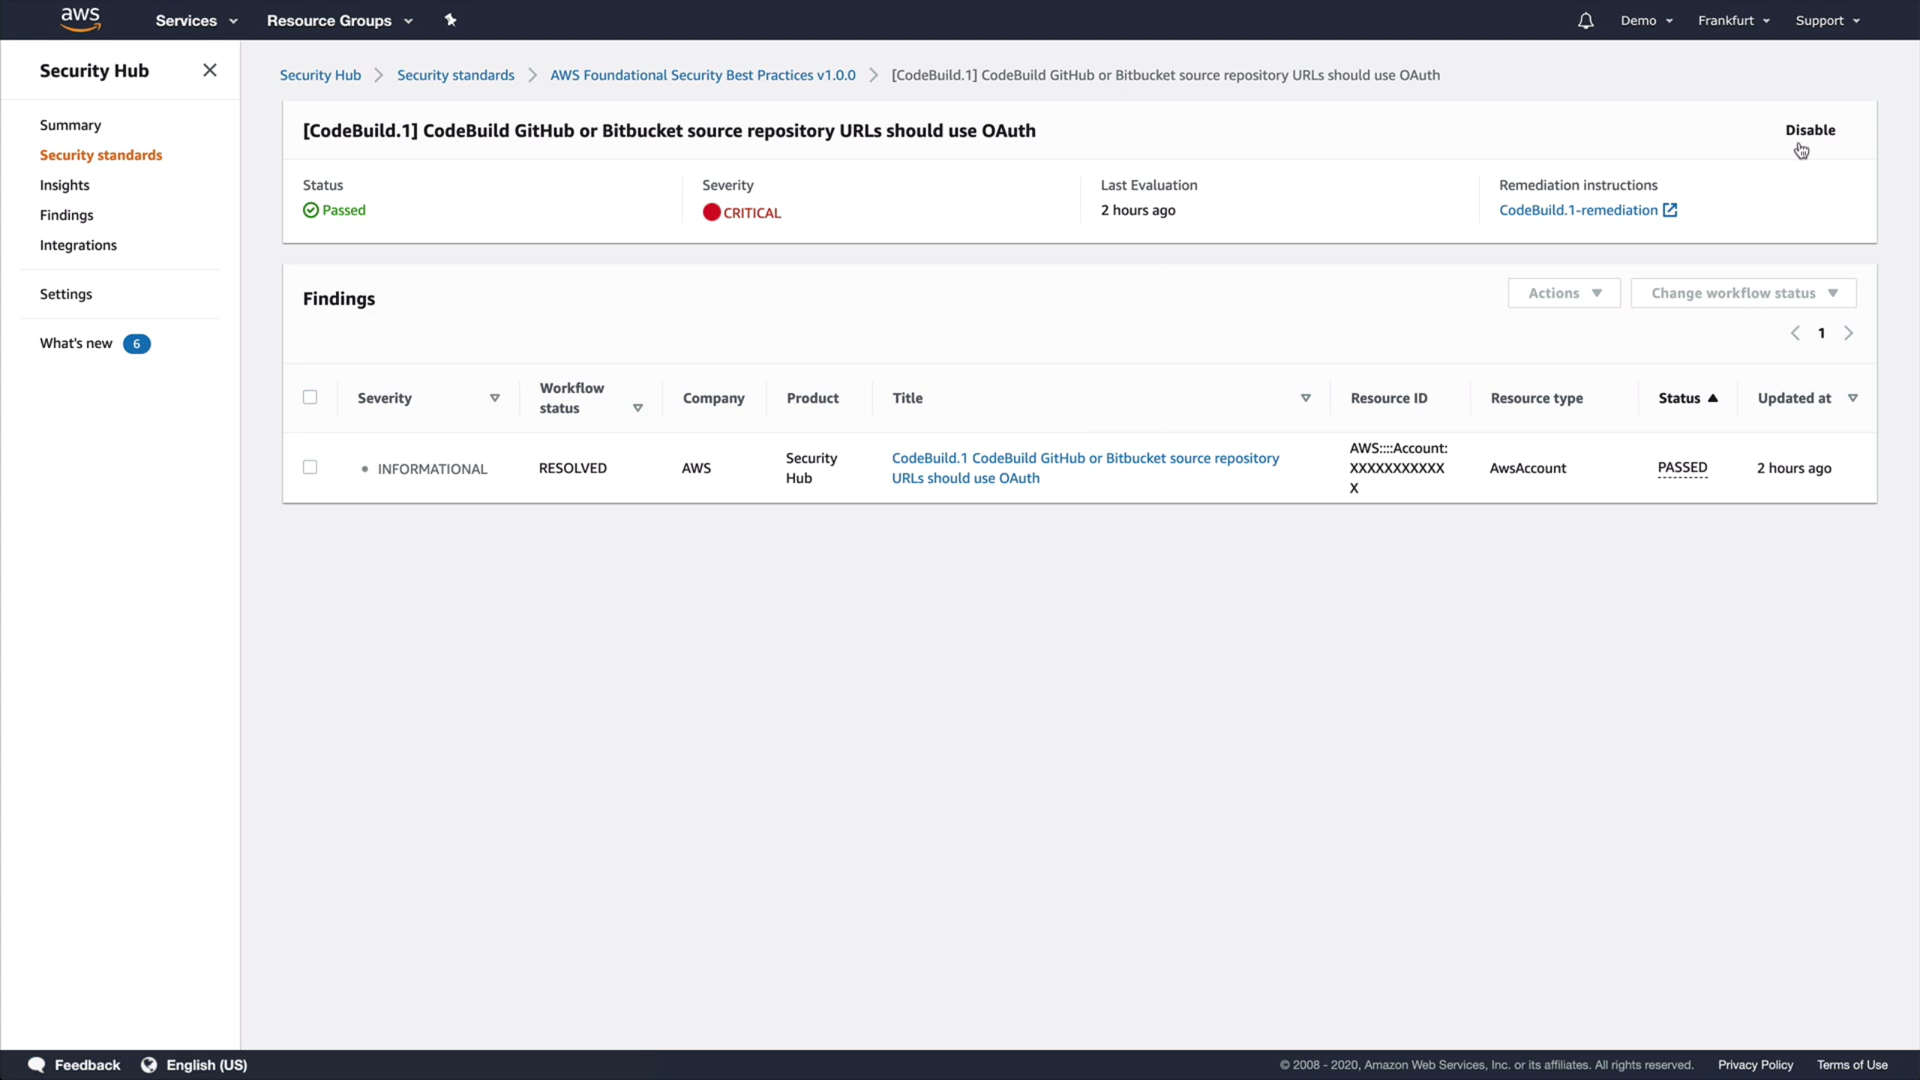 aws Services Resource Groups Demo Frankfurt Support
Security Hub
Summary
Security standards
Insights
Findings
Integrations
Settings
What's new 6
Security Hub Security standards AWS Foundational Security Best Practices v1.0.0 [CodeBuild.1] CodeBuild GitHub or Bitbucket source repository URLs should use OAuth
[CodeBuild.1] CodeBuild GitHub or Bitbucket source repository URLs should use OAuth
Disable
Status
Passed
Severity
CRITICAL
Last Evaluation
2 hours ago
Remediation instructions
CodeBuild.1-remediation
Findings
Actions
Change workflow status
1
Severity
Workflow
status
Company
Product
Title
Resource ID
Resource type
Status
Updated at
INFORMATIONAL
RESOLVED
AWS
Security
Hub
CodeBuild.1 CodeBuild GitHub or Bitbucket source repository
URLs should use OAuth
AWS::::Account:
XXXXXXXXXXX
X
AwsAccount
PASSED
2 hours ago
Feedback English (US) © 2008 - 2020, Amazon Web Services, Inc. or its affiliates. All rights reserved. Privacy Policy Terms of Use